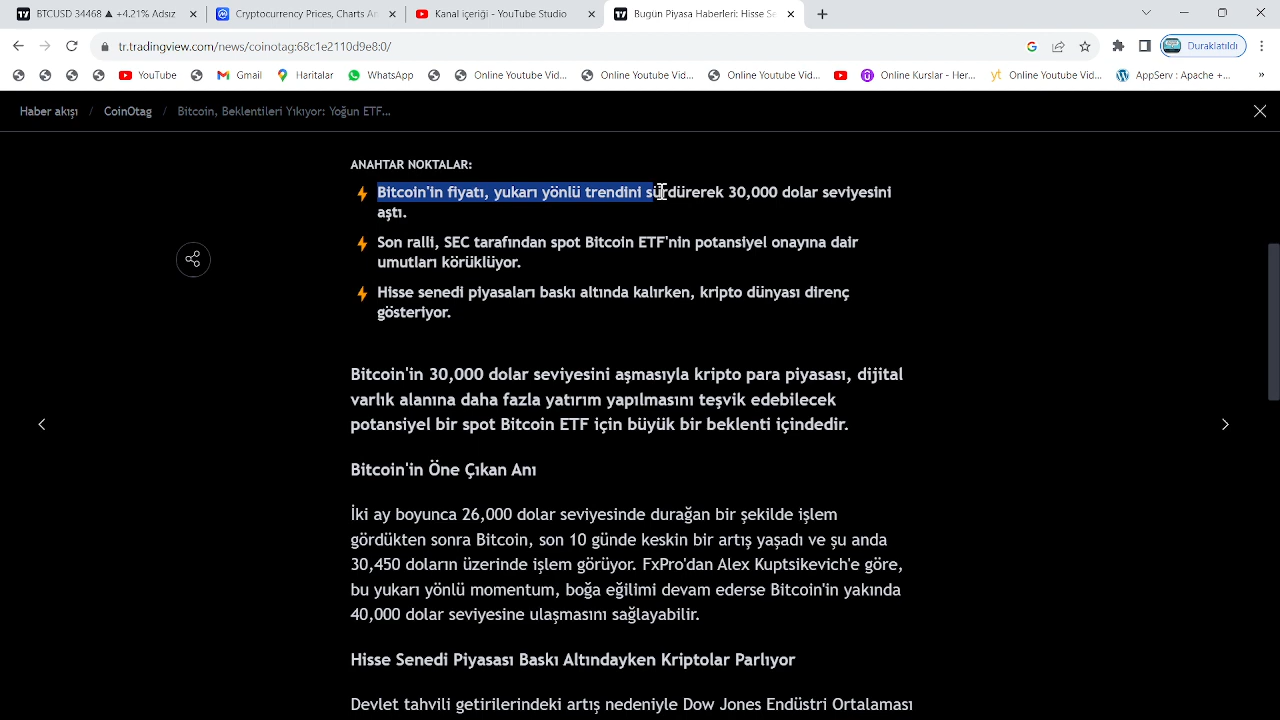 BTCUSD 34468 ▲ +4.21% Adsız
Cryptocurrency Prices, Charts Ar
Kanal içeriği - YouTube Studio
Bugün Piyasa Haberleri: Hisse Se
tr.tradingview.com/news/coinotag:68c1e2110d9e8:0/
Duraklatıldı
YouTube
Gmail
Haritalar
WhatsApp
Online Youtube Vid...
Online Youtube Vid...
Online Youtube Vid...
Online Kurslar - Her...
yt Online Youtube Vid...
AppServ : Apache +...
Haber akışı / CoinOtag / Bitcoin, Beklentileri Yıkıyor: Yoğun ETF...
ANAHTAR NOKTALAR:
Bitcoin'in fiyatı, yukarı yönlü trendini sürdürerek 30,000 dolar seviyesini
aştı.
Son ralli, SEC tarafından spot Bitcoin ETF'nin potansiyel onayına dair
umutları körüklüyor.
Hisse senedi piyasaları baskı altında kalırken, kripto dünyası direnç
gösteriyor.
Bitcoin'in 30,000 dolar seviyesini aşmasıyla kripto para piyasası, dijital
varlık alanına daha fazla yatırım yapılmasını teşvik edebilecek
potansiyel bir spot Bitcoin ETF için büyük bir beklenti içindedir.
Bitcoin'in Öne Çıkan Anı
İki ay boyunca 26,000 dolar seviyesinde durağan bir şekilde işlem
gördükten sonra Bitcoin, son 10 günde keskin bir artış yaşadı ve şu anda
30,450 doların üzerinde işlem görüyor. FxPro'dan Alex Kuptsikevich'e göre,
bu yukarı yönlü momentum, boğa eğilimi devam ederse Bitcoin'in yakında
40,000 dolar seviyesine ulaşmasını sağlayabilir.
Hisse Senedi Piyasası Baskı Altındayken Kriptolar Parlıyor
Devlet tahvili getirilerindeki artış nedeniyle Dow Jones Endüstri Ortalaması